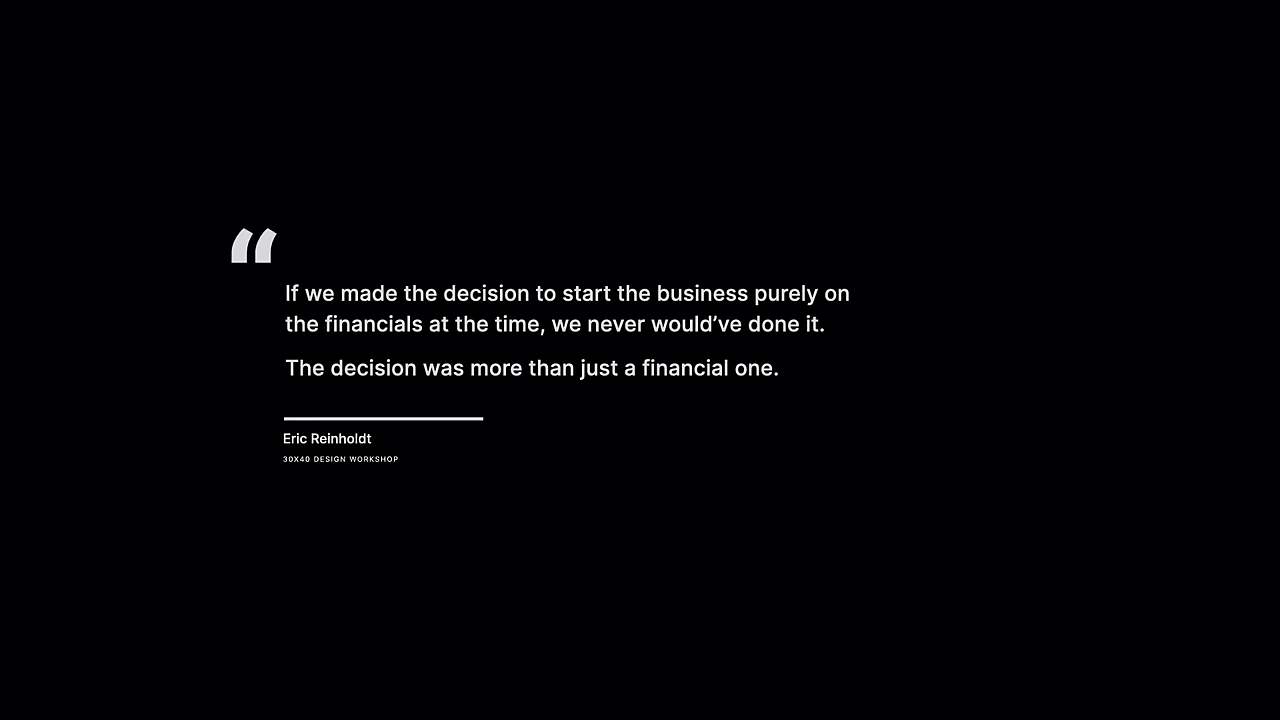 “
If we made the decision to start the business purely on
the financials at the time, we never would’ve done it.
The decision was more than just a financial one.
Eric Reinholdt
30X40 DESIGN WORKSHOP